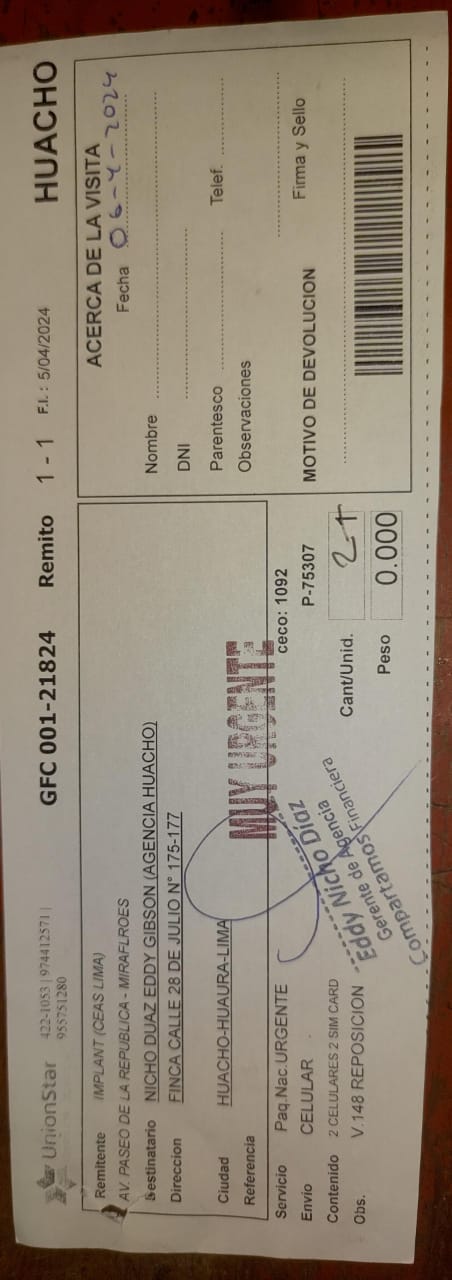 UnionStar 422-1053 | 974412571 |
955751280
GFC 001-21824 Remito 1 - 1 F.I. : 5/04/2024 HUACHO
Remitente IMPLANT (CEAS LIMA)
AV. PASEO DE LA REPUBLICA - MIRAFLROES
Destinatario NICHO DUAZ EDDY GIBSON (AGENCIA HUACHO)
Direccion FINCA CALLE 28 DE JULIO N° 175-177
Ciudad HUACHO-HUAURA-LIMA
Referencia
MUY URGENTE
Servicio Paq.Nac.URGENTE ceco: 1092
Envio CELULAR P-75307
Contenido 2 CELULARES 2 SIM CARD
Obs. V.148 REPOSICION
Cant/Unid.
Peso 0.000
Eddy Nicho Díaz
Gerente de Agencia
Compartamos Financiera
ACERCA DE LA VISITA
Fecha 06-4-2024
Nombre
DNI
Parentesco Telef.
Observaciones
MOTIVO DE DEVOLUCION Firma y Sello